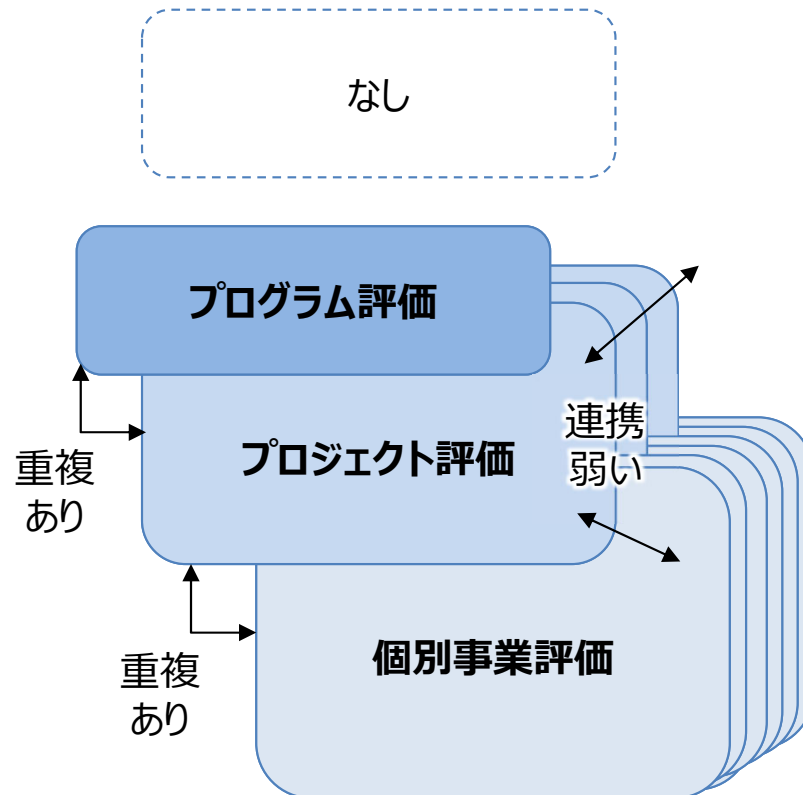 なし
プログラム評価
重複
あり
プロジェクト評価
連携
弱い
重複
あり
個別事業評価